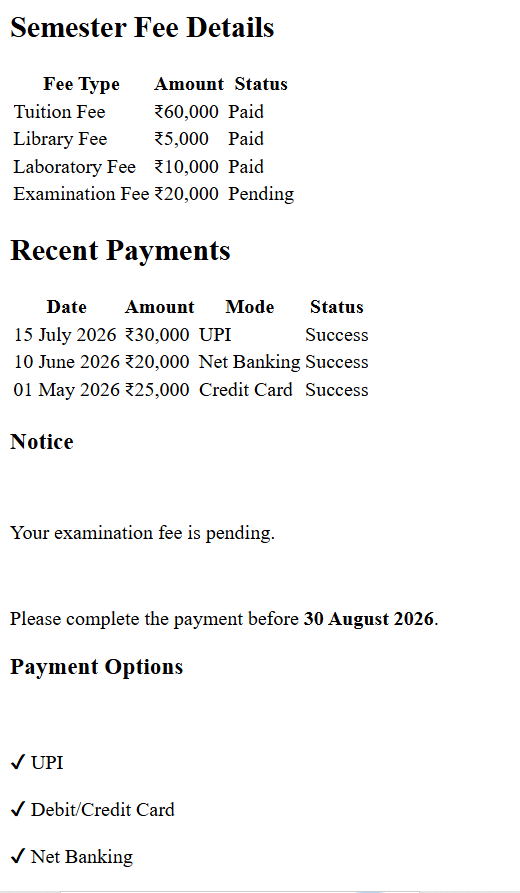 Semester Fee Details
Fee Type Amount Status
Tuition Fee ₹60,000 Paid
Library Fee ₹5,000 Paid
Laboratory Fee ₹10,000 Paid
Examination Fee ₹20,000 Pending
Recent Payments
Date Amount Mode Status
15 July 2026 ₹30,000 UPI Success
10 June 2026 ₹20,000 Net Banking Success
01 May 2026 ₹25,000 Credit Card Success
Notice
Your examination fee is pending.
Please complete the payment before 30 August 2026.
Payment Options
✓ UPI
✓ Debit/Credit Card
✓ Net Banking